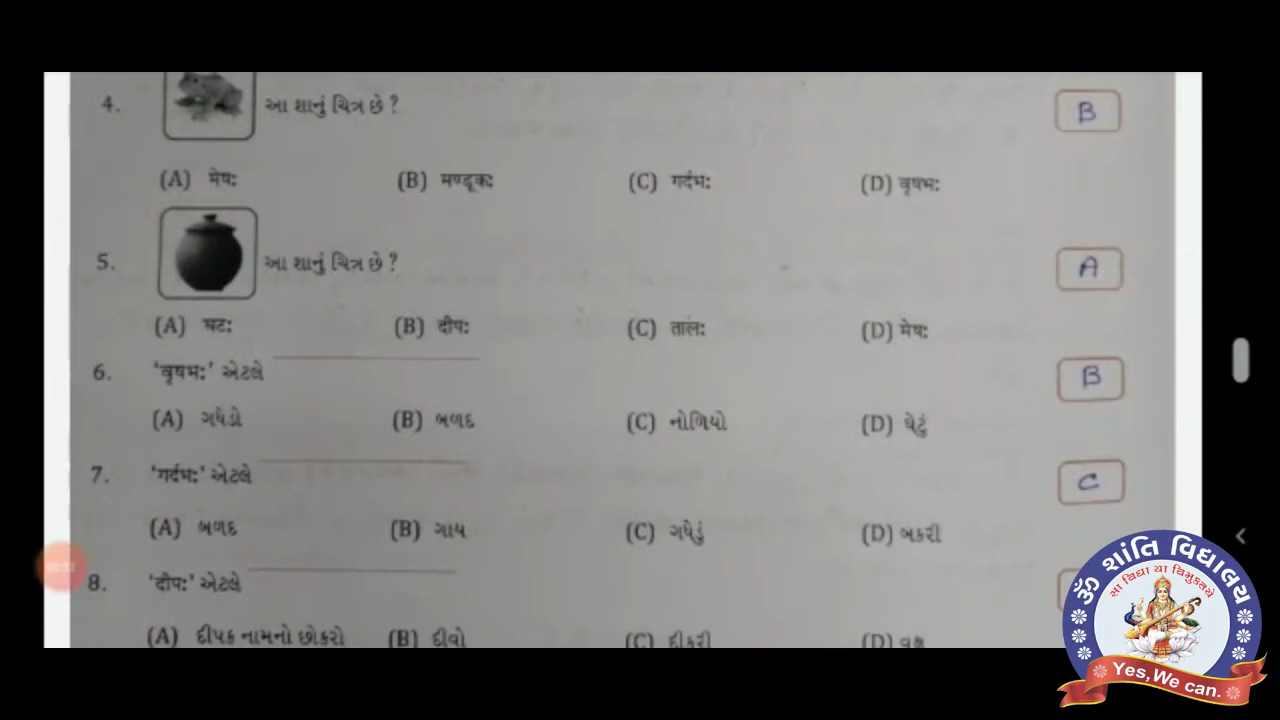 4. આ શાનું ચિત્ર છે ? B
(A) मेषः (B) मण्डूकः (C) गर्दभः (D) वृषभः
5. આ શાનું ચિત્ર છે ? A
(A) घटः (B) दीपः (C) तालः (D) मेषः
6. 'वृषभः' એટલે B
(A) ગધેડો (B) બળદ (C) નોળિયો (D) ઘેટું
7. 'गर्दभः' એટલે C
(A) બળદ (B) ગાય (C) ગધેડું (D) બકરી
8. 'दीपः' એટલે
(A) દીપક નામનો છોકરો (B) દીવો (C) દીકરી (D) વૃક્ષ
ૐ શાંતિ વિદ્યાલય
સા વિદ્યા યા વિમુક્તયે
Yes, We can.